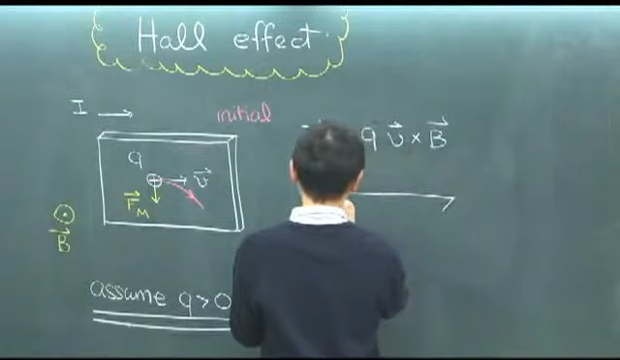 Hall effect.
I → initial
q q v⃗ × B⃗
⊕ v⃗
F⃗_M
⊙
B⃗
assume q > 0